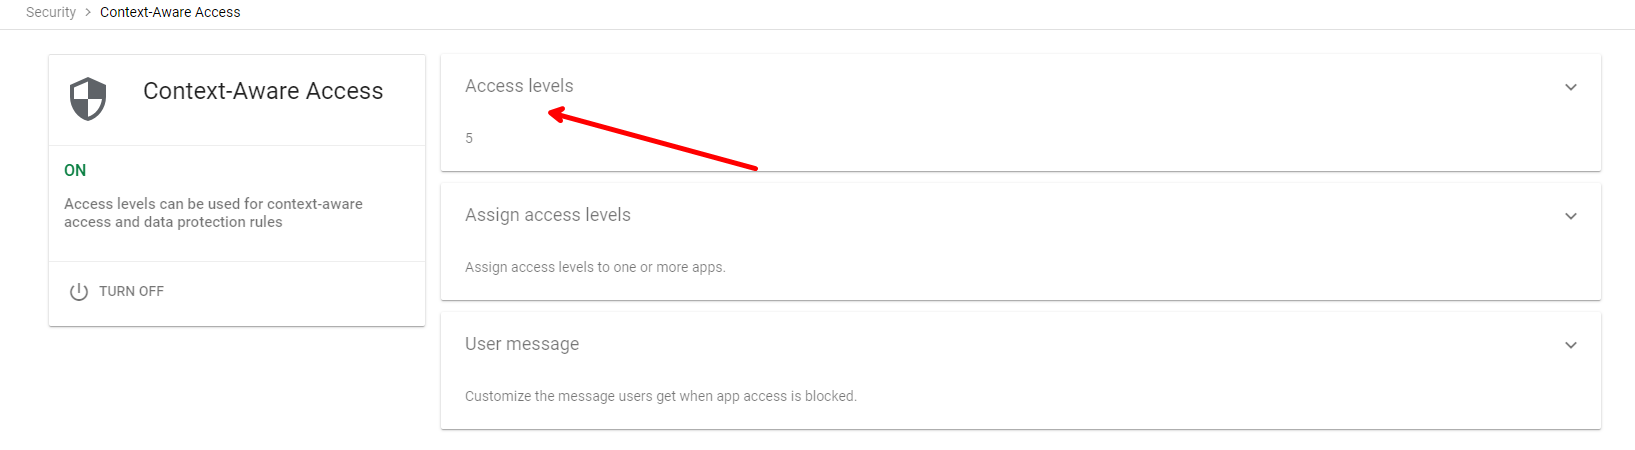 Security > Context-Aware Access
Context-Aware Access
ON
Access levels can be used for context-aware
access and data protection rules
TURN OFF
Access levels
5
Assign access levels
Assign access levels to one or more apps.
User message
Customize the message users get when app access is blocked.